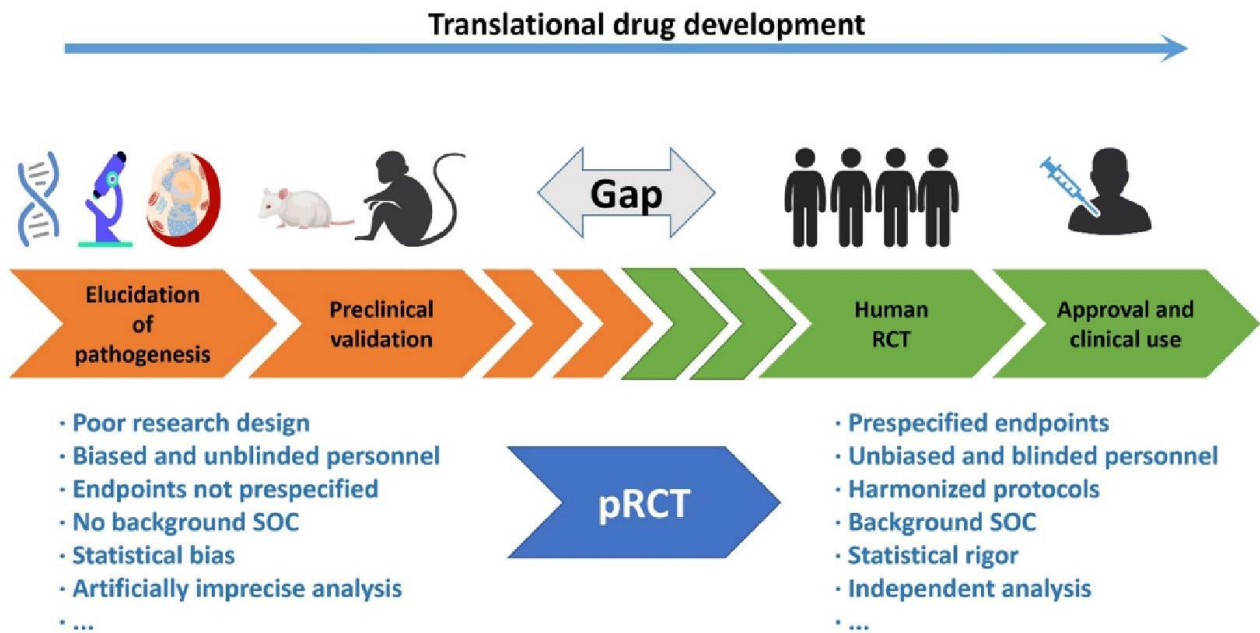 Translational drug development
Gap
Elucidation
of
pathogenesis
Preclinical
validation
Human
RCT
Approval and
clinical use
· Poor research design
· Biased and unblinded personnel
· Endpoints not prespecified
· No background SOC
· Statistical bias
· Artificially imprecise analysis
· ...
pRCT
· Prespecified endpoints
· Unbiased and blinded personnel
· Harmonized protocols
· Background SOC
· Statistical rigor
· Independent analysis
· ...